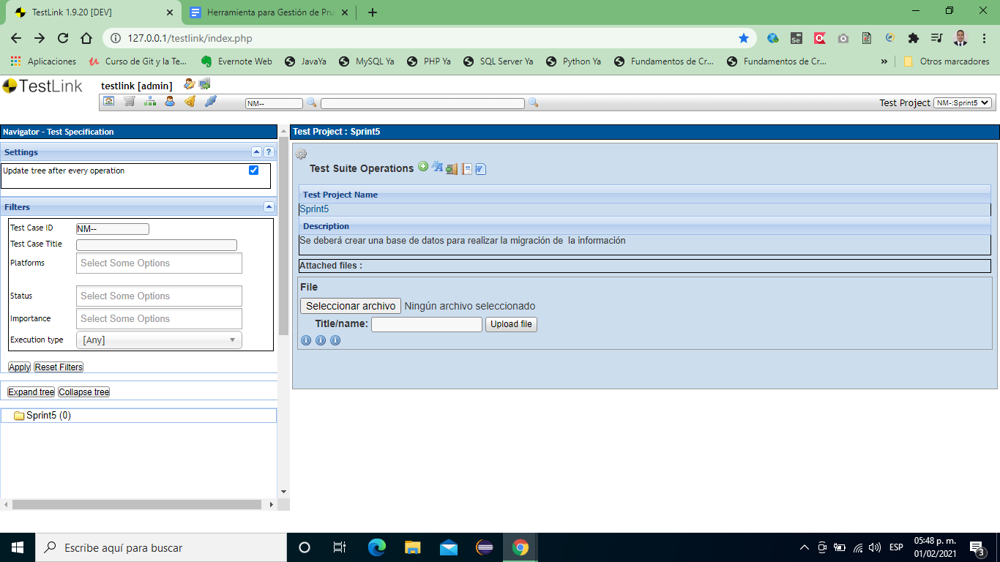 TestLink 1.9.20 [DEV]
Herramienta para Gestión de Pru
127.0.0.1/testlink/index.php
Aplicaciones
Curso de Git y la Te...
Evernote Web
JavaYa
MySQL Ya
PHP Ya
SQL Server Ya
Python Ya
Fundamentos de Cr...
Fundamentos de Cr...
»
Otros marcadores
TestLink
testlink [admin]
NM--
Test Project
NM-:Sprint5
Navigator - Test Specification
Settings
Update tree after every operation
Filters
Test Case ID
NM--
Test Case Title
Platforms
Select Some Options
Status
Select Some Options
Importance
Select Some Options
Execution type
[Any]
Apply
Reset Filters
Expand tree
Collapse tree
Sprint5 (0)
Test Project : Sprint5
Test Suite Operations
Test Project Name
Sprint5
Description
Se deberá crear una base de datos para realizar la migración de la información
Attached files :
File
Seleccionar archivo
Ningún archivo seleccionado
Title/name:
Upload file
Escribe aquí para buscar
ESP
05:48 p. m.
01/02/2021
3